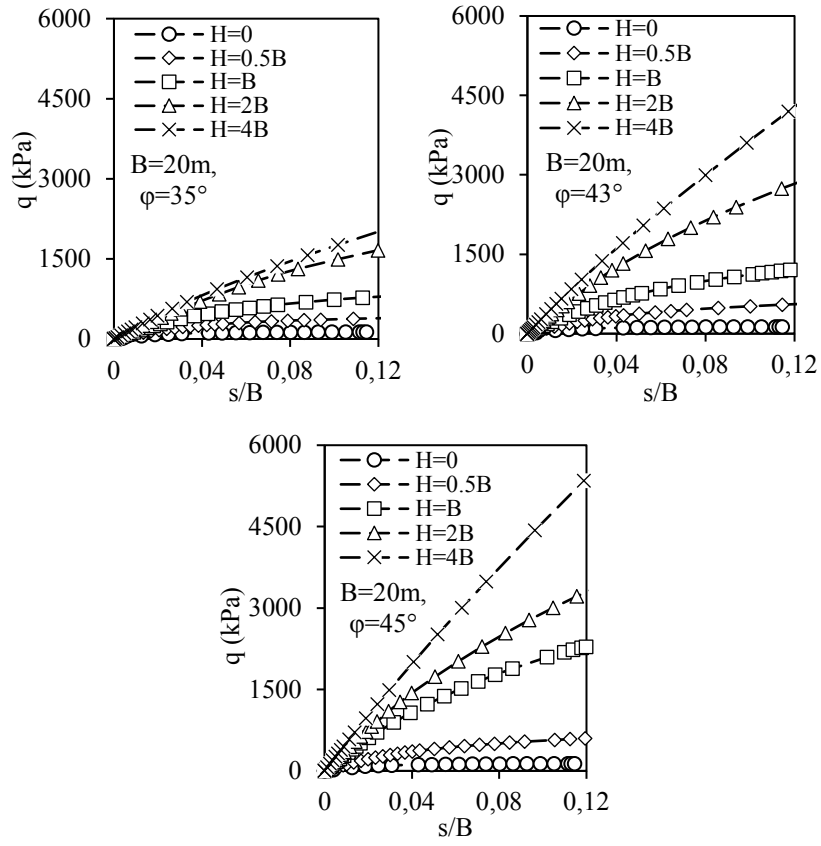 6000
4500
3000
1500
0
q (kPa)
H=0
H=0.5B
H=B
H=2B
H=4B
B=20m,
φ=35°
0
0,04
0,08
0,12
s/B
6000
4500
3000
1500
0
q (kPa)
H=0
H=0.5B
H=B
H=2B
H=4B
B=20m,
φ=43°
0
0,04
0,08
0,12
s/B
6000
4500
3000
1500
0
q (kPa)
H=0
H=0.5B
H=B
H=2B
H=4B
B=20m,
φ=45°
0
0,04
0,08
0,12
s/B